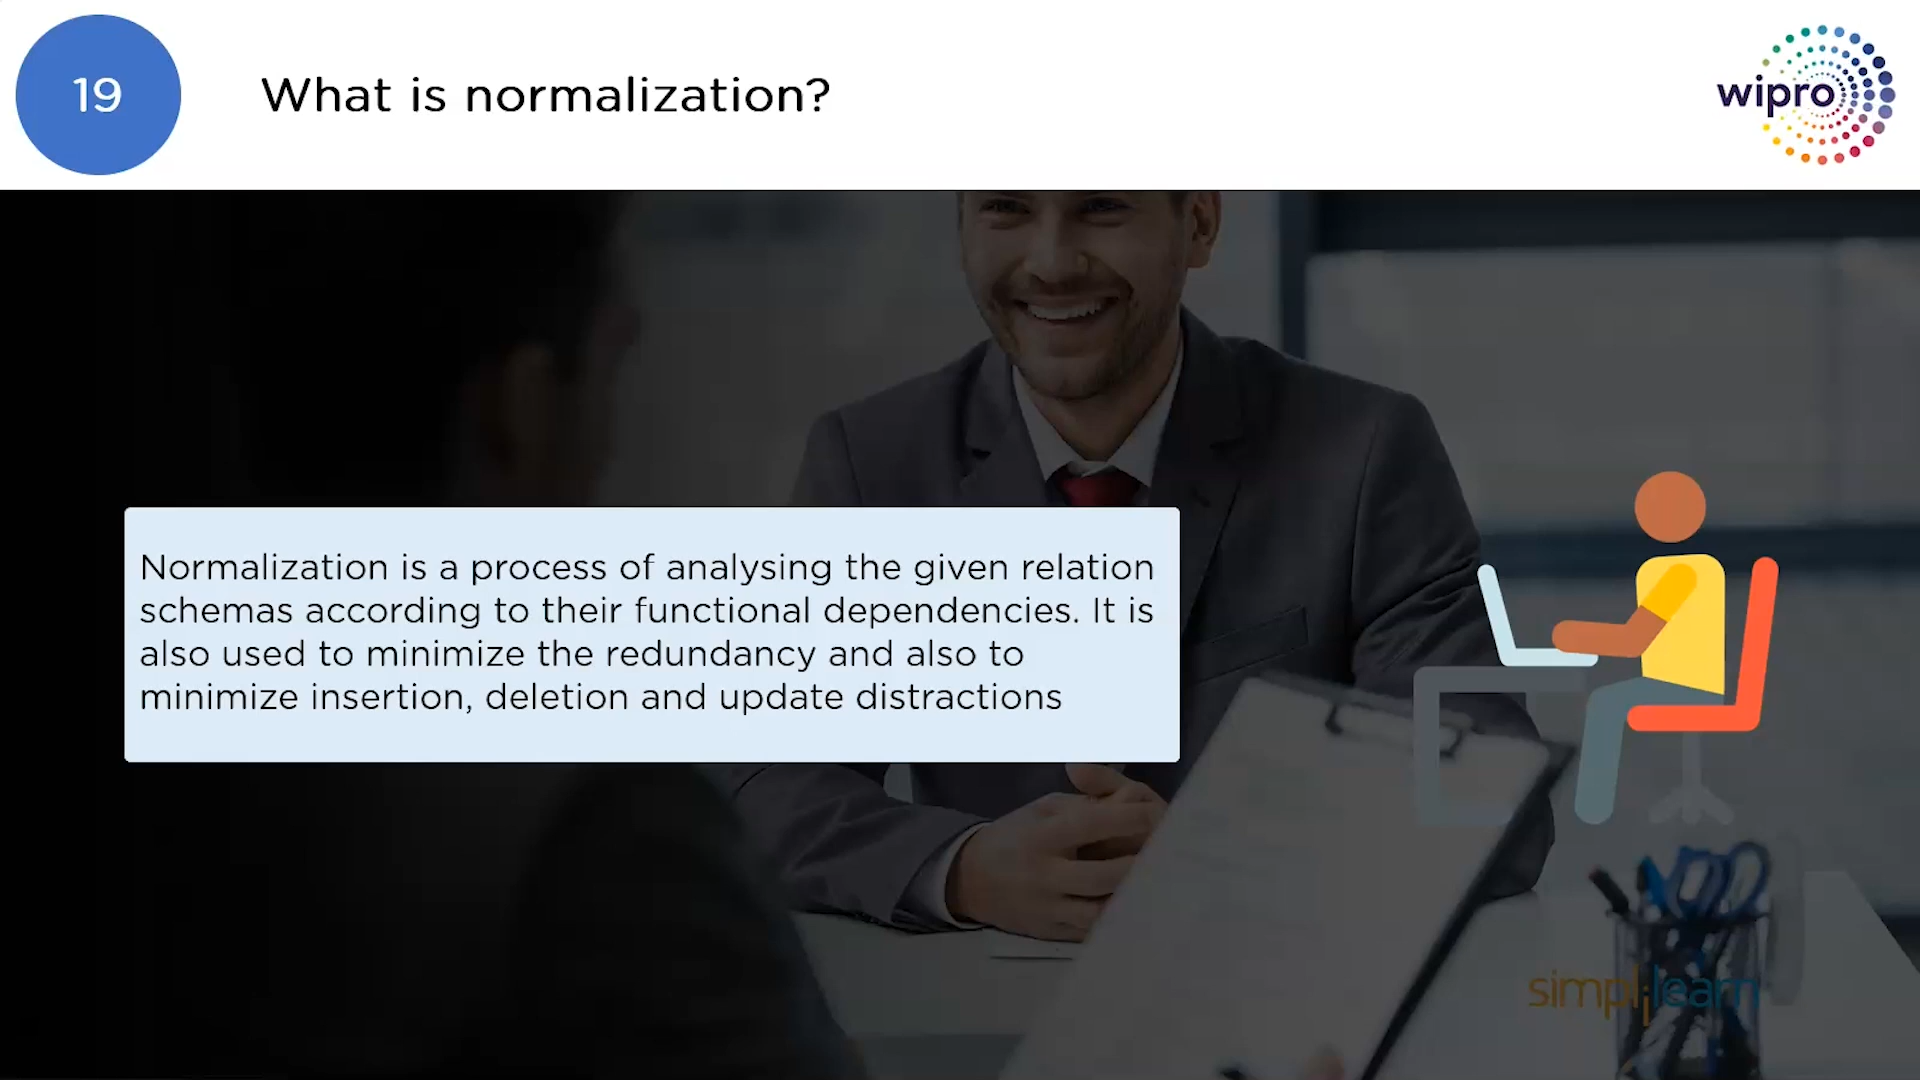 19
What is normalization?
wipro
Normalization is a process of analysing the given relation
schemas according to their functional dependencies. It is
also used to minimize the redundancy and also to
minimize insertion, deletion and update distractions
simplilearn